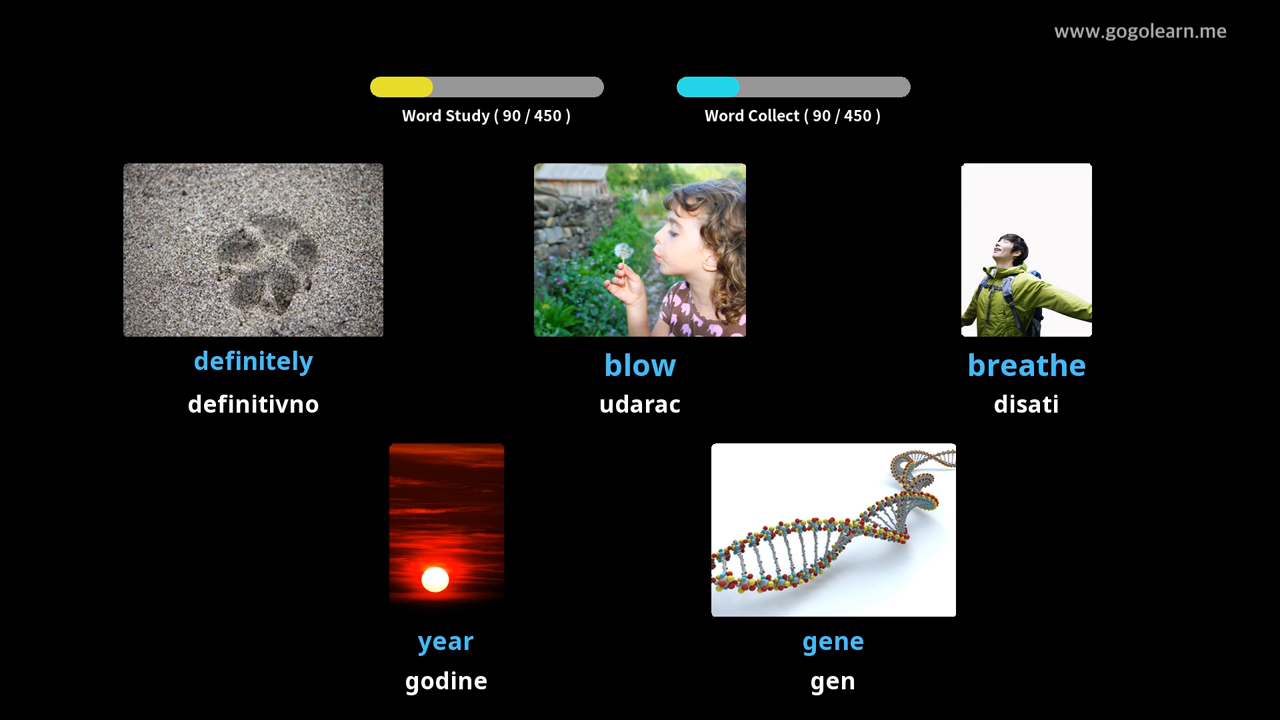 www.gogolearn.me
Word Study ( 90 / 450 )
Word Collect ( 90 / 450 )
definitely
definitivno
blow
udarac
breathe
disati
year
godine
gene
gen